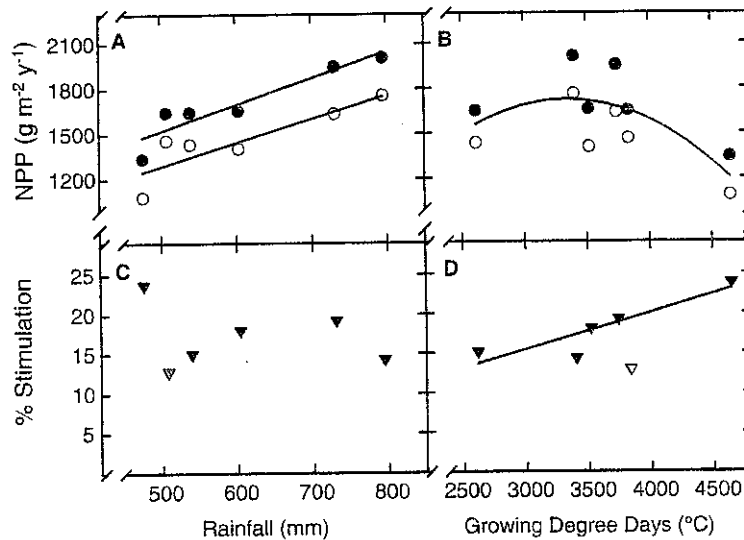 A
B
NPP (g m⁻² y⁻¹)
2100
1800
1500
1200
C
D
% Stimulation
25
20
15
10
5
500 600 700 800
2500 3000 3500 4000 4500
Rainfall (mm)
Growing Degree Days (°C)